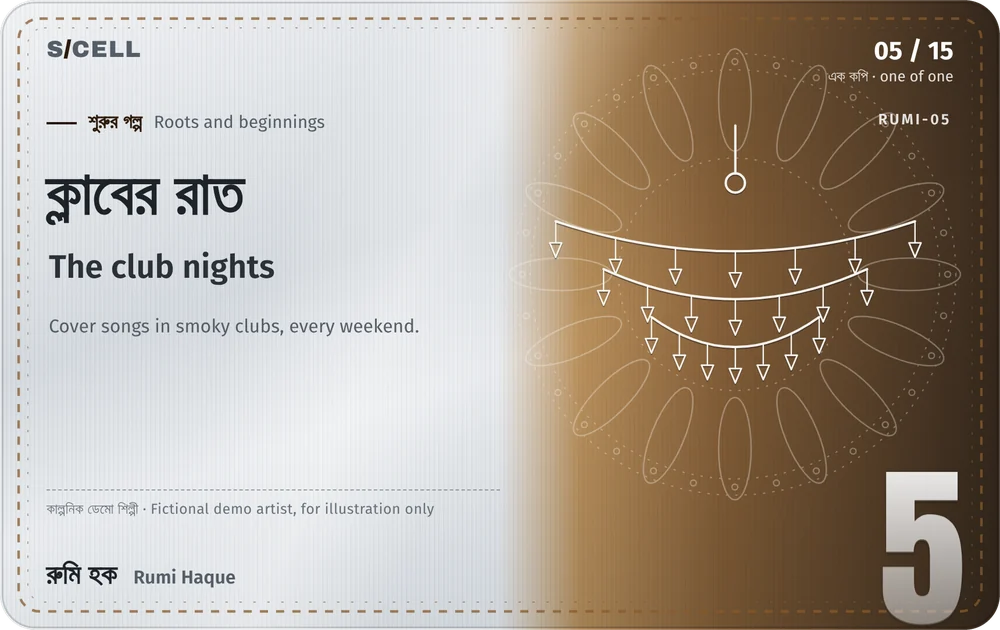 S/CELL
05 / 15
এক কপি · one of one
RUMI-05
শুরুর গল্প Roots and beginnings
ক্লাবের রাত
The club nights
Cover songs in smoky clubs, every weekend.
কাল্পনিক ডেমো শিল্পী · Fictional demo artist, for illustration only
রুমি হক Rumi Haque
5